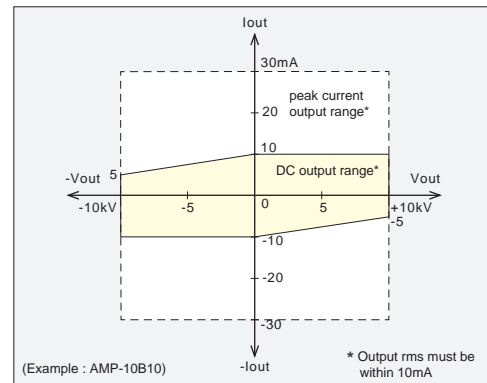 Iout
30mA
peak current
output range*
20
10
5
DC output range*
-Vout
Vout
-10kV
-5
0
5
+10kV
-5
-10
-20
-30
-Iout
(Example : AMP-10B10)
* Output rms must be
within 10mA